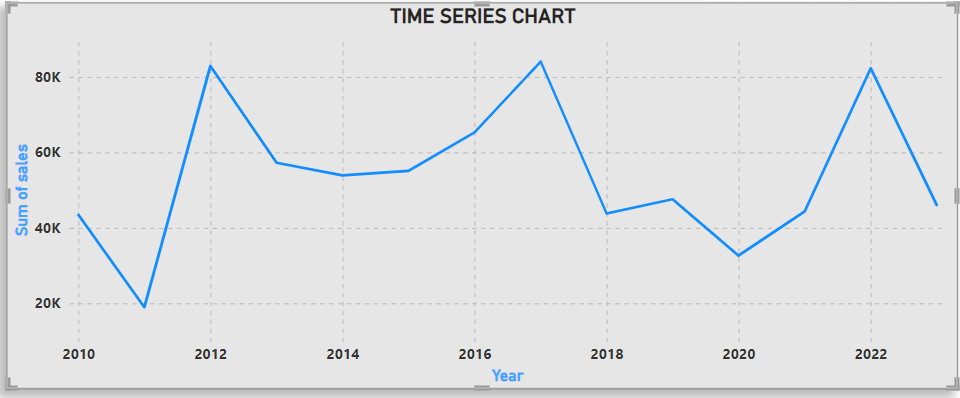 TIME SERIES CHART
Sum of sales
80K
60K
40K
20K
2010 2012 2014 2016 2018 2020 2022
Year